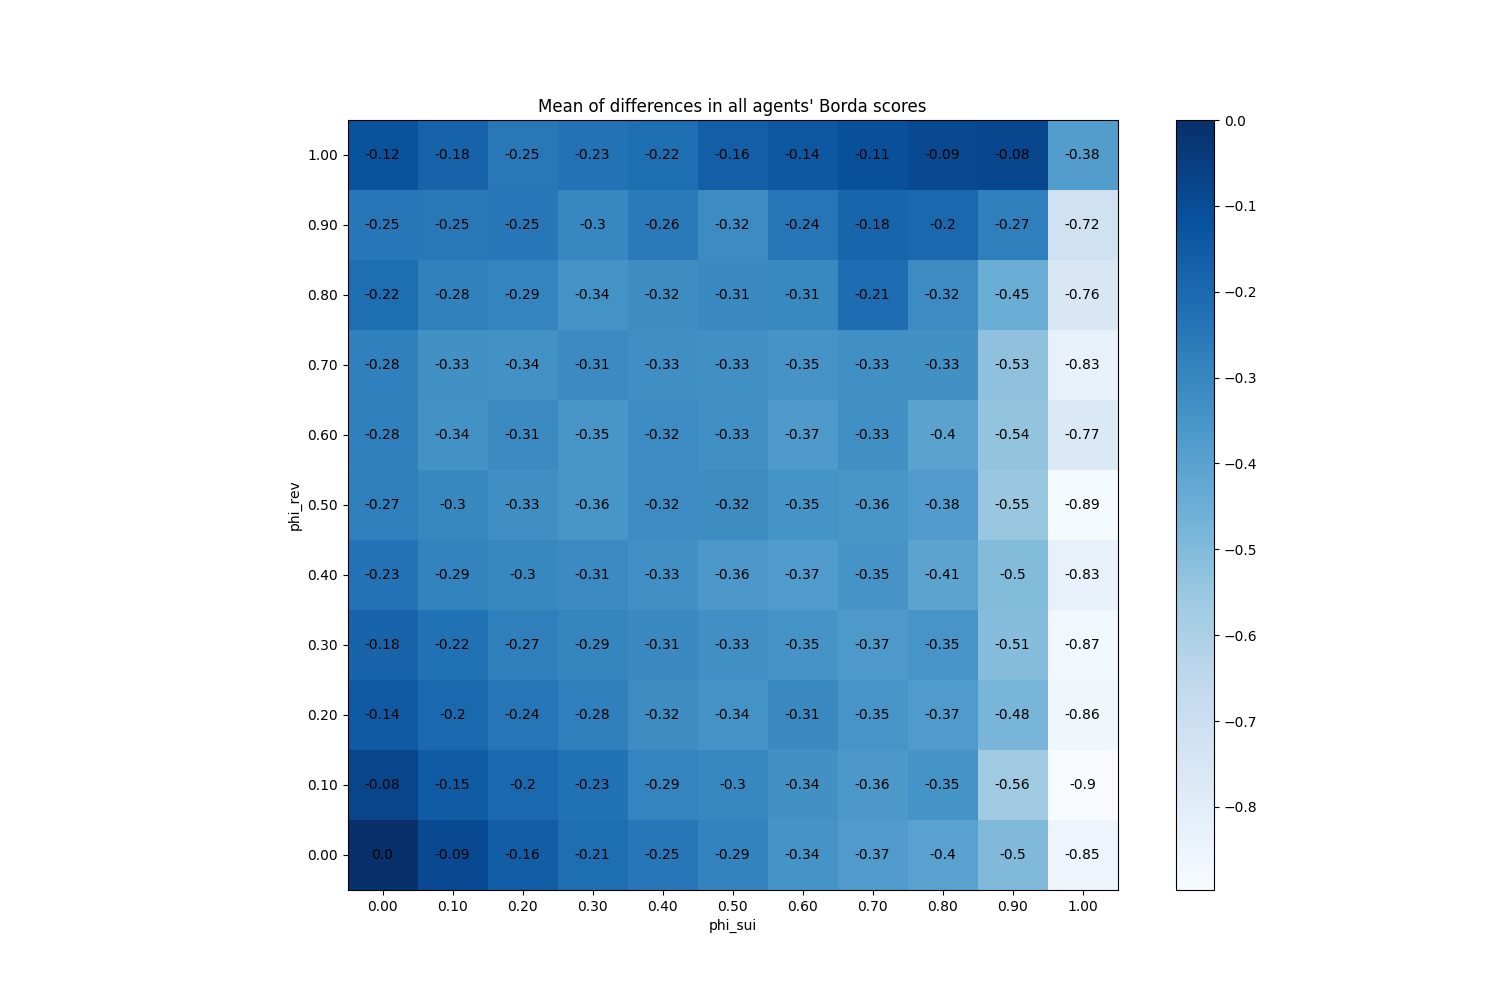 Mean of differences in all agents' Borda scores
1.00 -0.12 -0.18 -0.25 -0.23 -0.22 -0.16 -0.14 -0.11 -0.09 -0.08 -0.38
0.90 -0.25 -0.25 -0.25 -0.3 -0.26 -0.32 -0.24 -0.18 -0.2 -0.27 -0.72
0.80 -0.22 -0.28 -0.29 -0.34 -0.32 -0.31 -0.31 -0.21 -0.32 -0.45 -0.76
0.70 -0.28 -0.33 -0.34 -0.31 -0.33 -0.33 -0.35 -0.33 -0.33 -0.53 -0.83
0.60 -0.28 -0.34 -0.31 -0.35 -0.32 -0.33 -0.37 -0.33 -0.4 -0.54 -0.77
0.50 -0.27 -0.3 -0.33 -0.36 -0.32 -0.32 -0.35 -0.36 -0.38 -0.55 -0.89
0.40 -0.23 -0.29 -0.3 -0.31 -0.33 -0.36 -0.37 -0.35 -0.41 -0.5 -0.83
0.30 -0.18 -0.22 -0.27 -0.29 -0.31 -0.33 -0.35 -0.37 -0.35 -0.51 -0.87
0.20 -0.14 -0.2 -0.24 -0.28 -0.32 -0.34 -0.31 -0.35 -0.37 -0.48 -0.86
0.10 -0.08 -0.15 -0.2 -0.23 -0.29 -0.3 -0.34 -0.36 -0.35 -0.56 -0.9
0.00 0.0 -0.09 -0.16 -0.21 -0.25 -0.29 -0.34 -0.37 -0.4 -0.5 -0.85
0.00 0.10 0.20 0.30 0.40 0.50 0.60 0.70 0.80 0.90 1.00
phi_sui
phi_rev
0.0
−0.1
−0.2
−0.3
−0.4
−0.5
−0.6
−0.7
−0.8